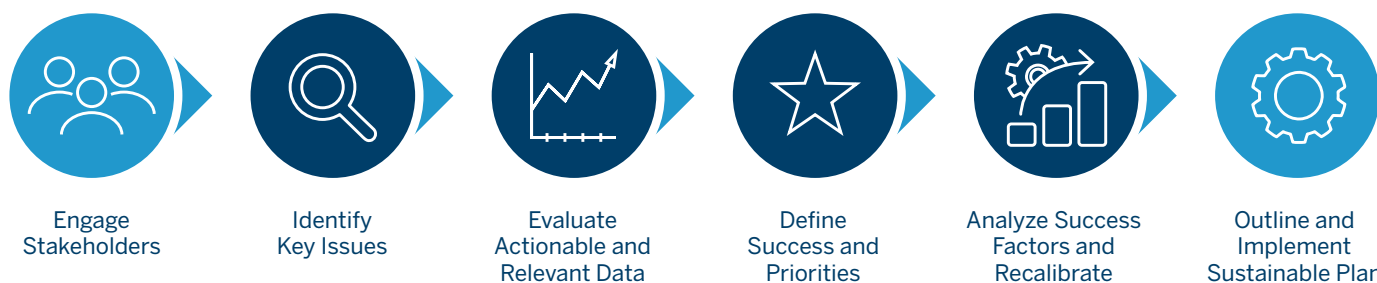 Engage
Stakeholders
Identify
Key Issues
Evaluate
Actionable and
Relevant Data
Define
Success and
Priorities
Analyze Success
Factors and
Recalibrate
Outline and
Implement
Sustainable Plan